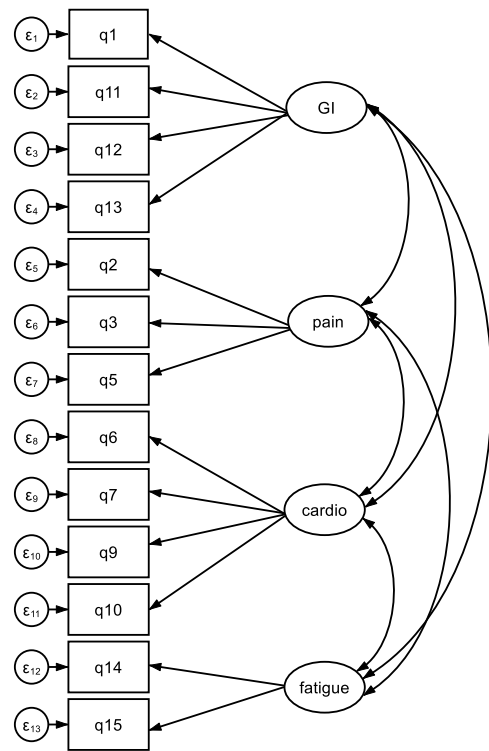 ε₁ q1
ε₂ q11
GI
ε₃ q12
ε₄ q13
ε₅ q2
ε₆ q3
pain
ε₇ q5
ε₈ q6
ε₉ q7
cardio
ε₁₀ q9
ε₁₁ q10
ε₁₂ q14
fatigue
ε₁₃ q15